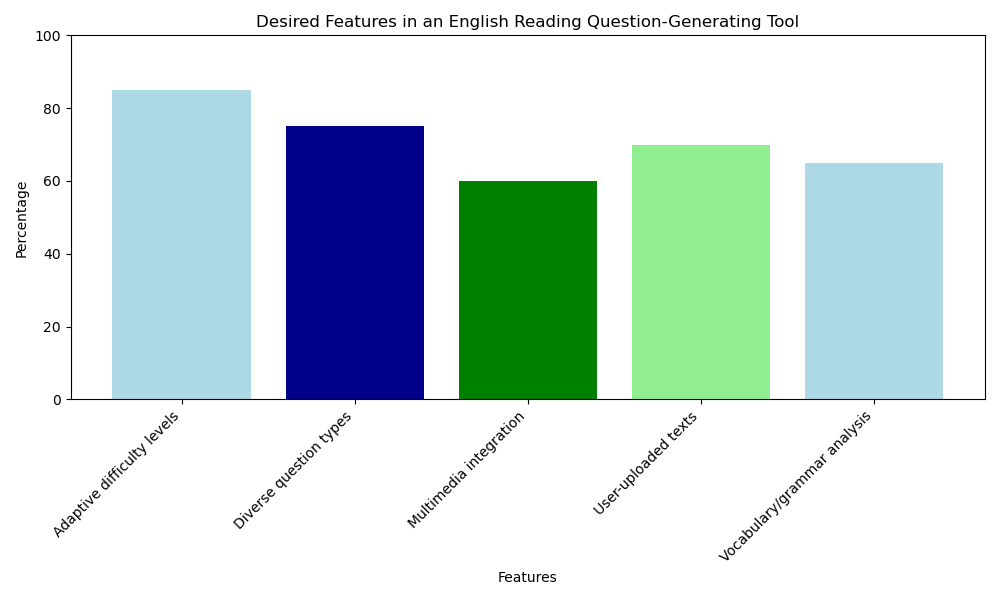 Desired Features in an English Reading Question-Generating Tool
100
80
60
40
20
0
Percentage
Adaptive difficulty levels
Diverse question types
Multimedia integration
User-uploaded texts
Vocabulary/grammar analysis
Features